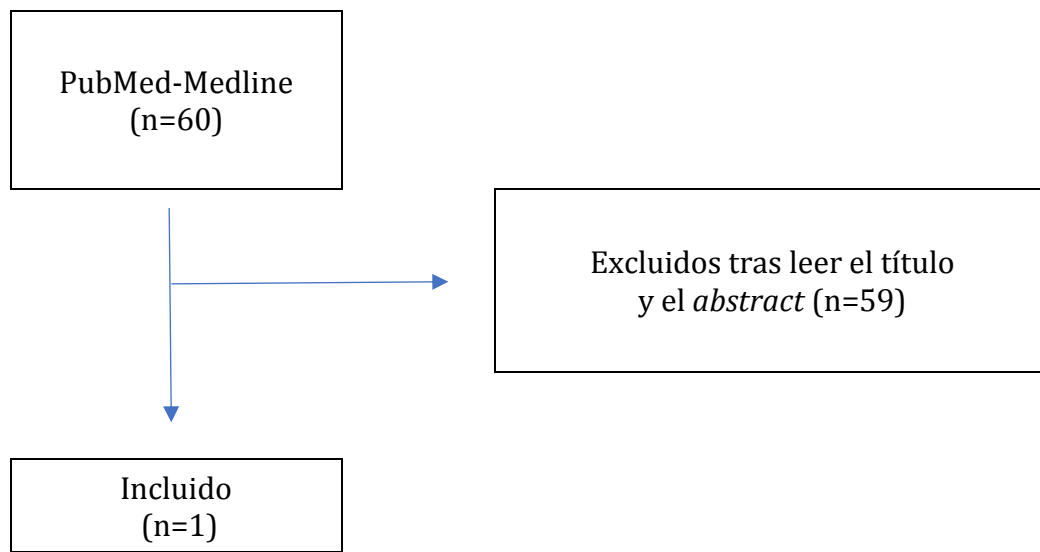 PubMed-Medline
(n=60)
Excluidos tras leer el título
y el abstract (n=59)
Incluido
(n=1)